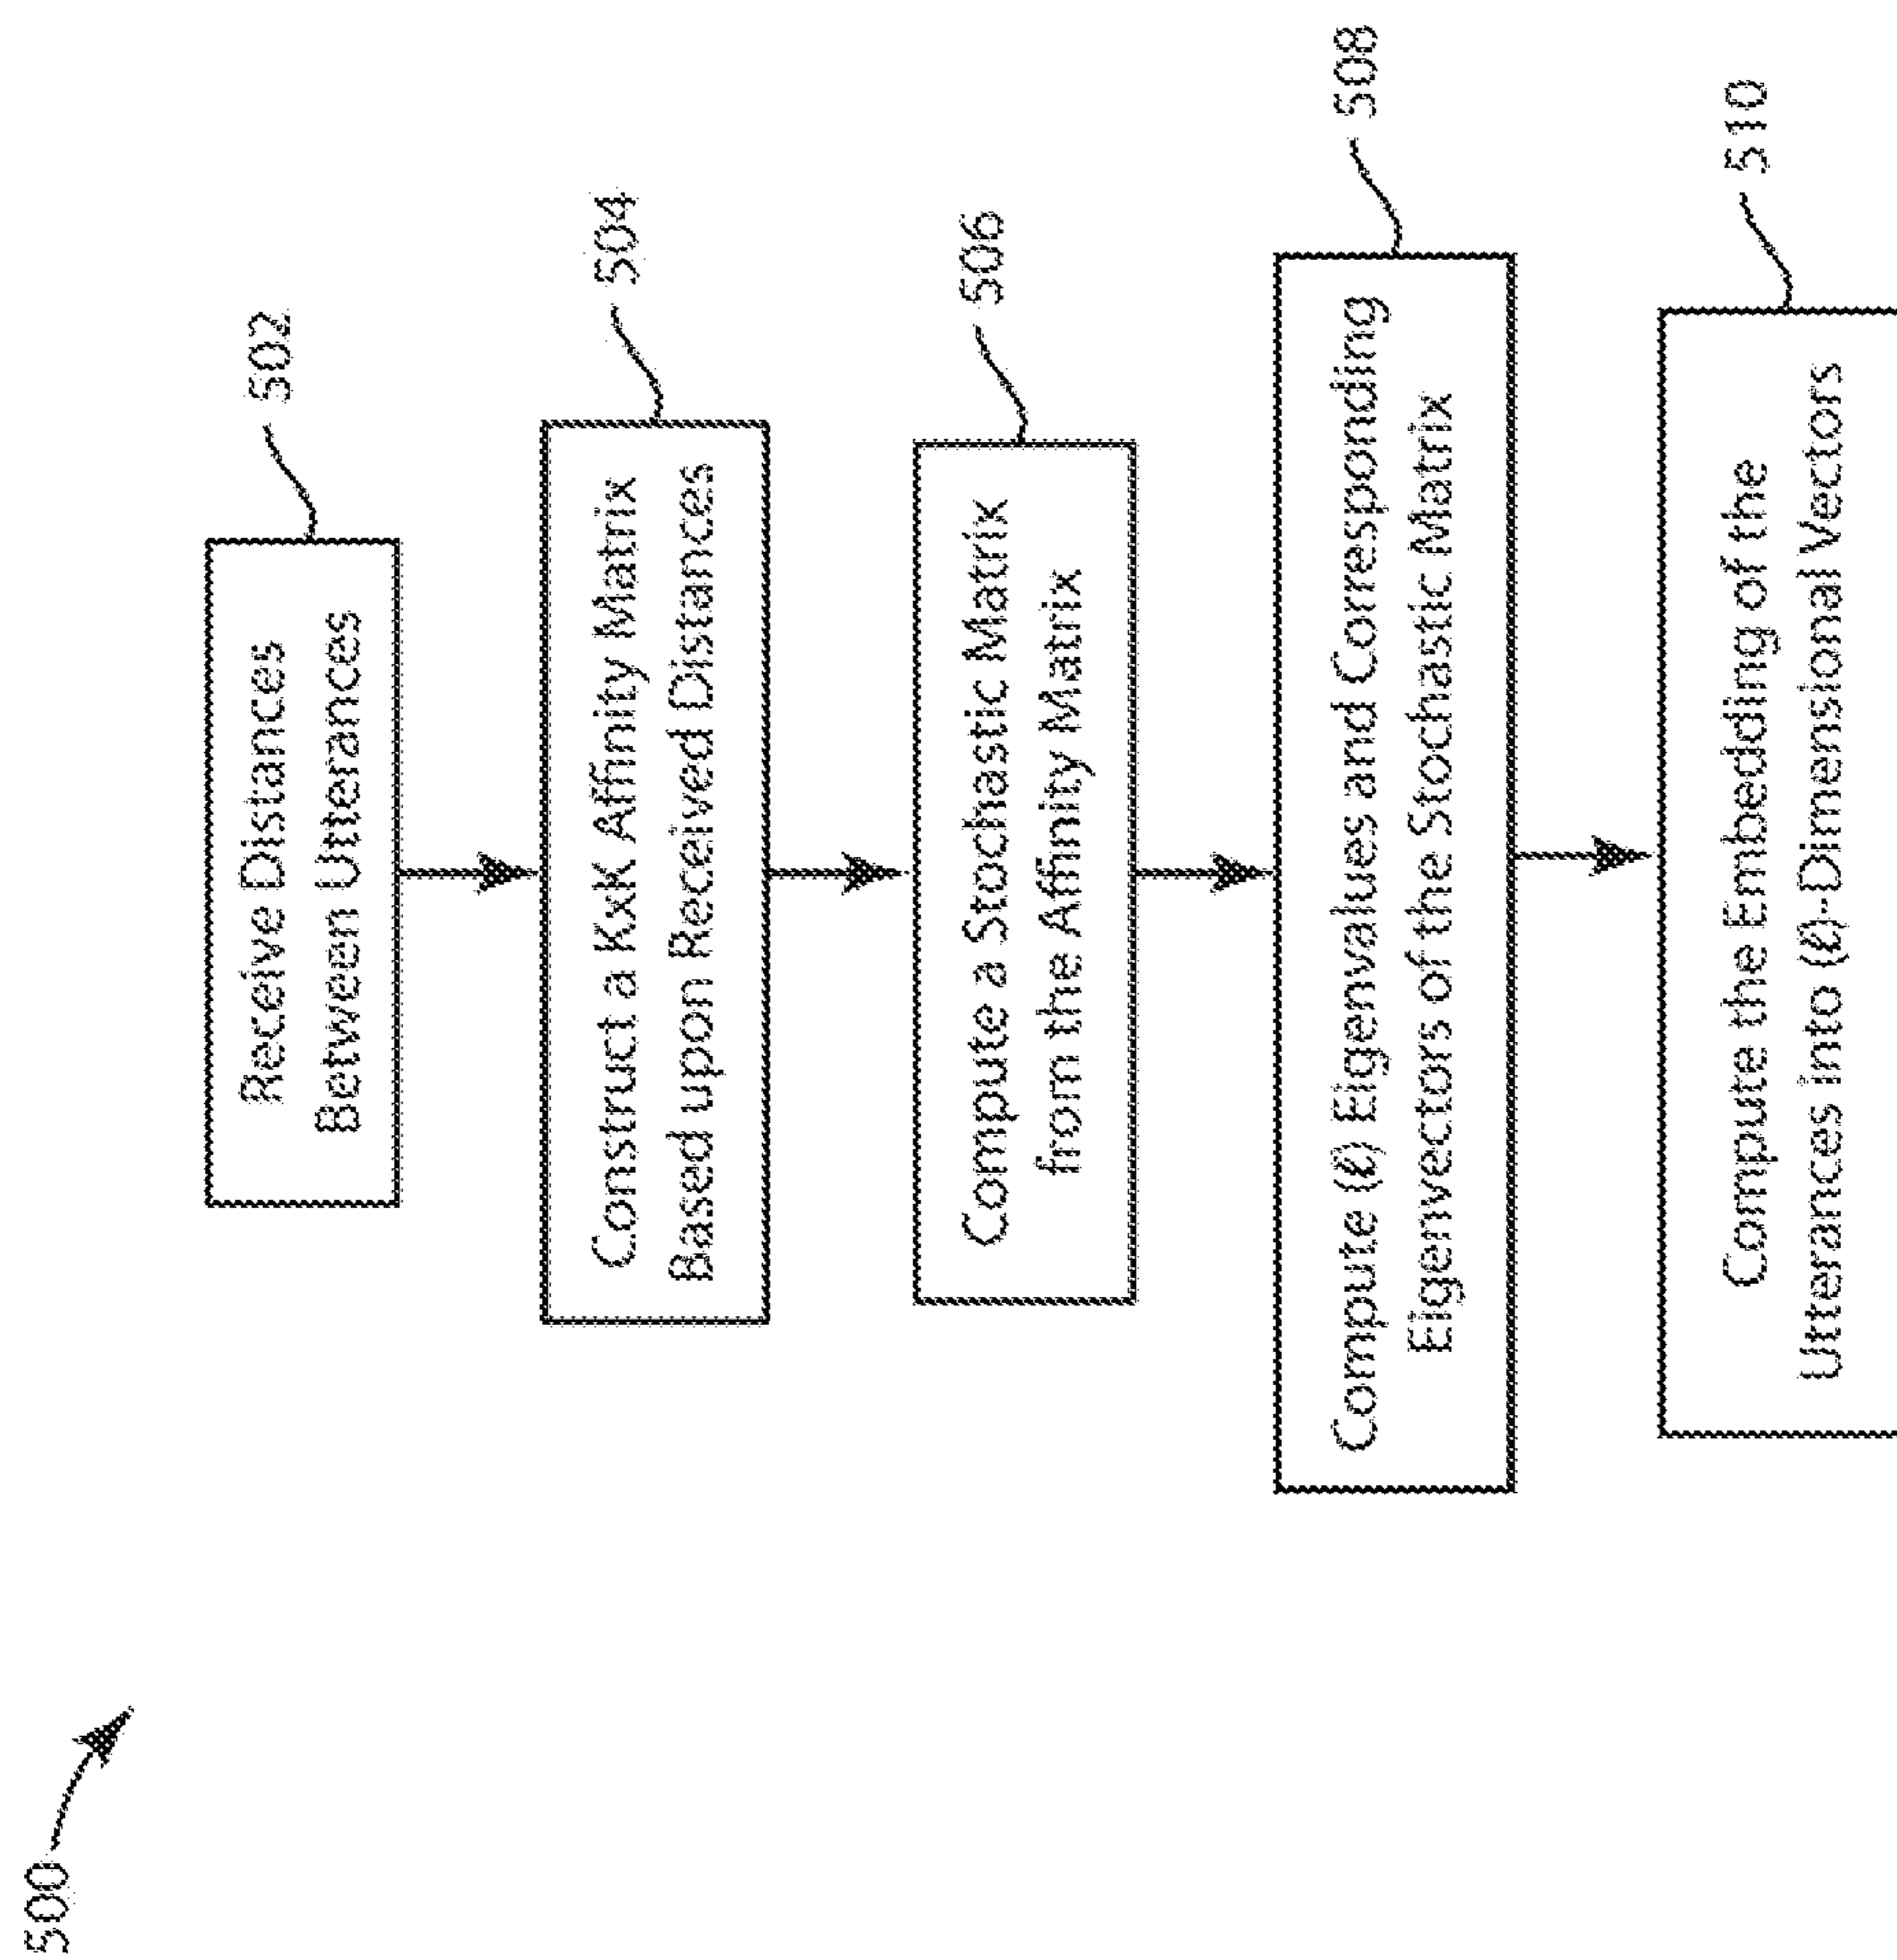 500
502
Receive Distances
Between Utterances
504
Construct a KxK Affinity Matrix
Based upon Received Distances
506
Compute a Stochastic Matrix
from the Affinity Matrix
508
Compute (ℓ) Eigenvalues and Corresponding
Eigenvectors of the Stochastic Matrix
510
Compute the Embedding of the
Utterances into (ℓ)-Dimensional Vectors